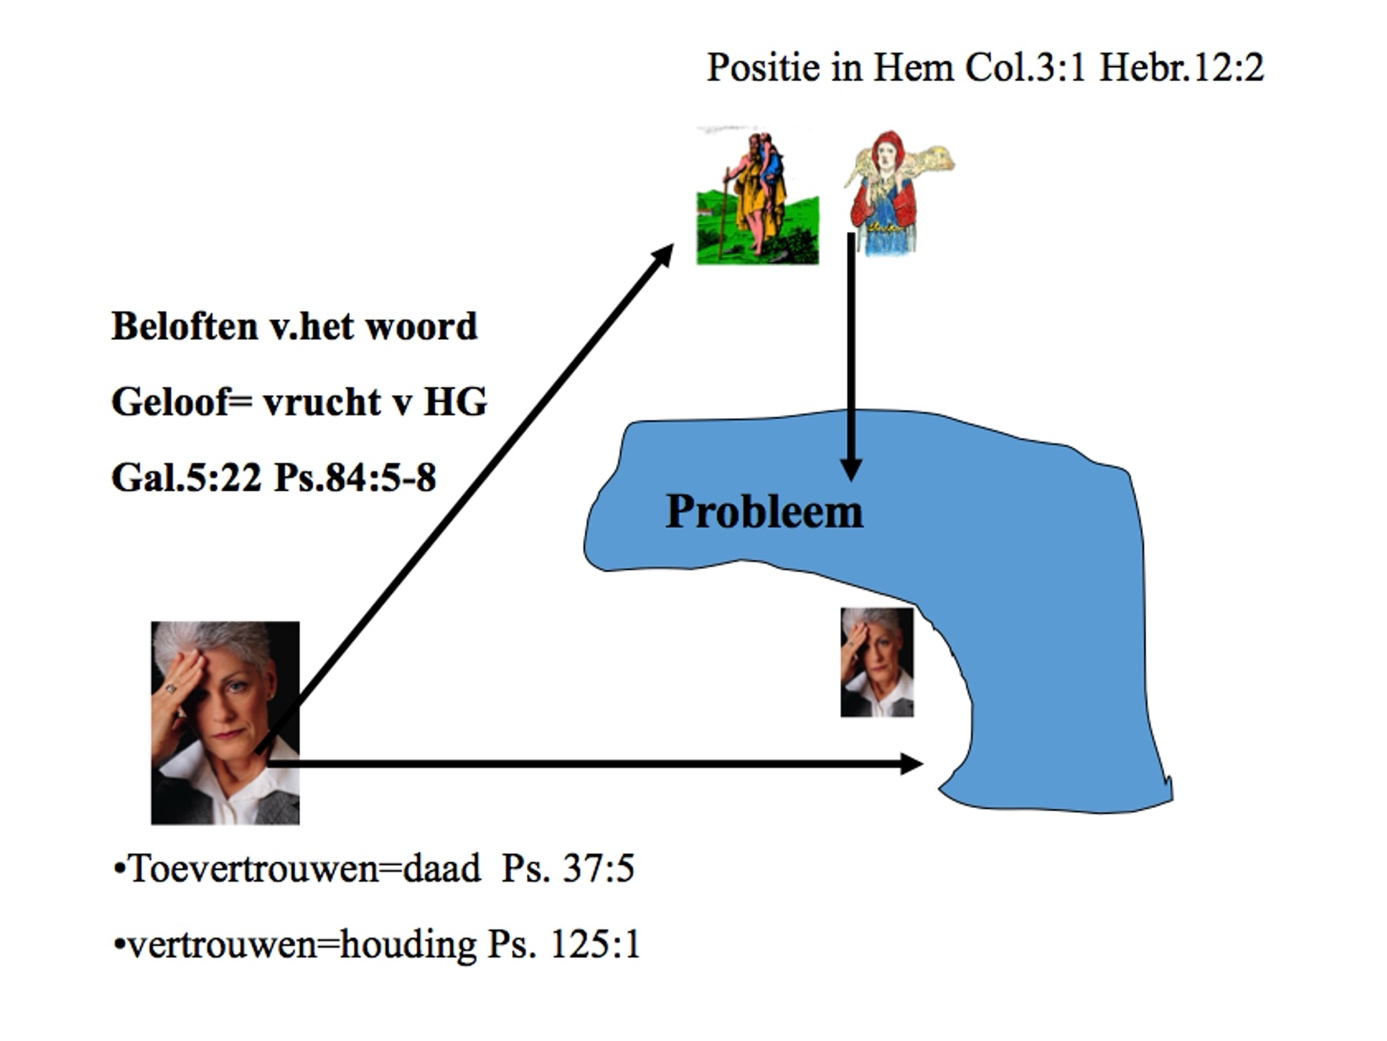 Positie in Hem Col.3:1 Hebr.12:2
Beloften v.het woord
Geloof= vrucht v HG
Gal.5:22 Ps.84:5-8
Probleem
•Toevertrouwen=daad  Ps. 37:5
•vertrouwen=houding Ps. 125:1